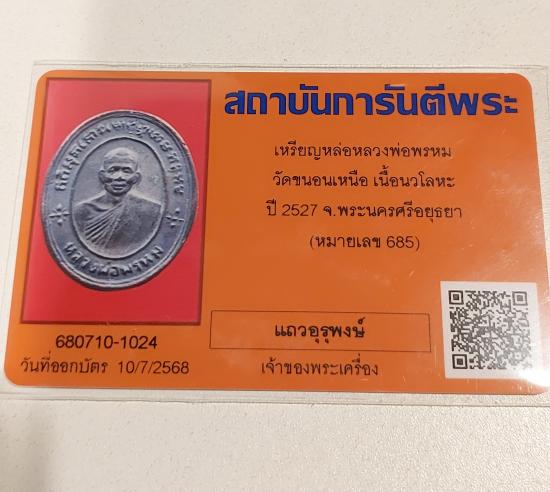 สถาบันการันตีพระ
เหรียญหล่อหลวงพ่อพรหม
วัดขนอนเหนือ เนื้อนวโลหะ
ปี 2527 จ.พระนครศรีอยุธยา
(หมายเลข 685)
หลวงพ่อพรหม
แถวอุรุพงษ์
680710-1024
วันที่ออกบัตร 10/7/2568
เจ้าของพระเครื่อง